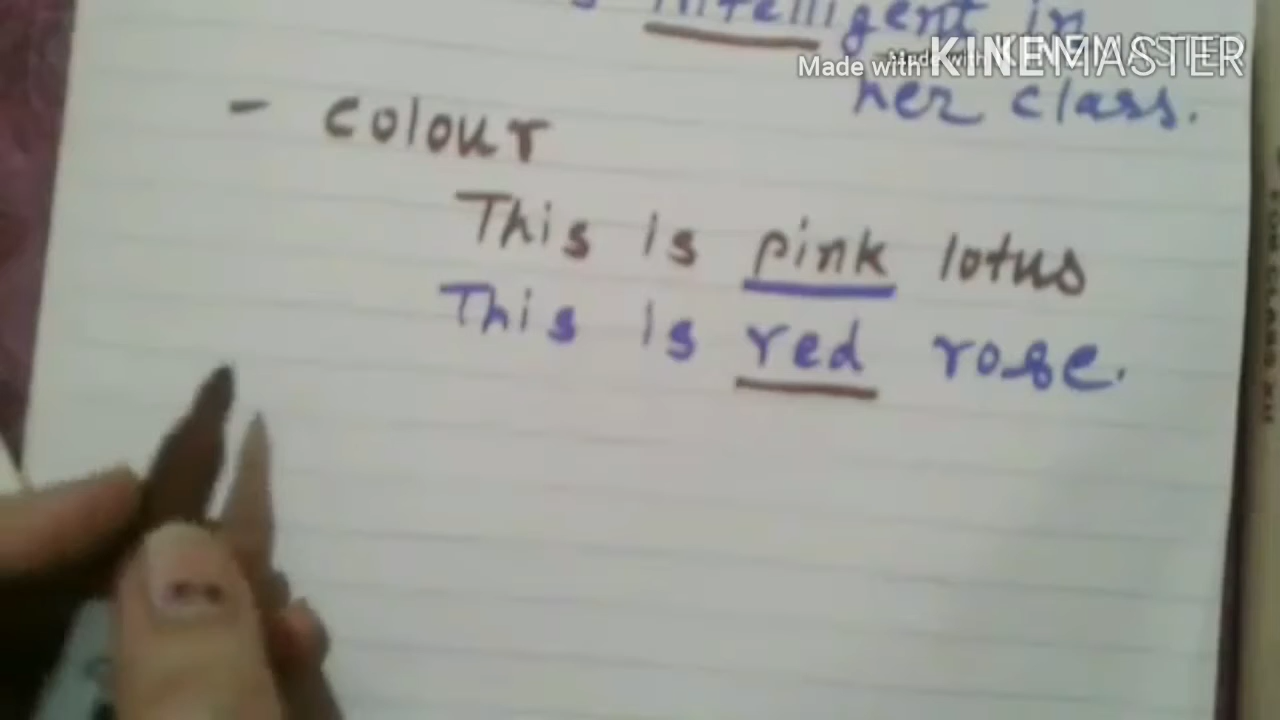 intelligent in
Made with KINEMASTER
her class.
- colour
This is pink lotus
This is red rose.